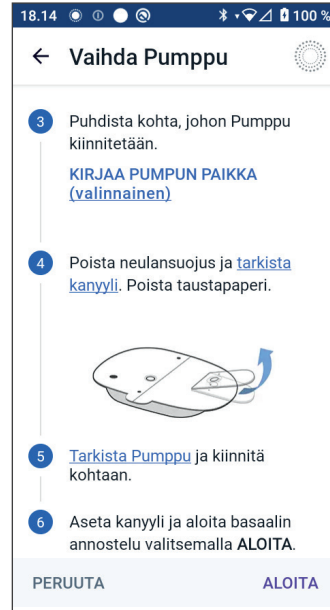 18.14 100 %
Vaihda Pumppu
3 Puhdista kohta, johon Pumppu
kiinnitetään.
KIRJAA PUMPUN PAIKKA
(valinnainen)
4 Poista neulansuojus ja tarkista
kanyyli. Poista taustapaperi.
5 Tarkista Pumppu ja kiinnitä
kohtaan.
6 Aseta kanyyli ja aloita basaalin
annostelu valitsemalla ALOITA.
PERUUTA ALOITA